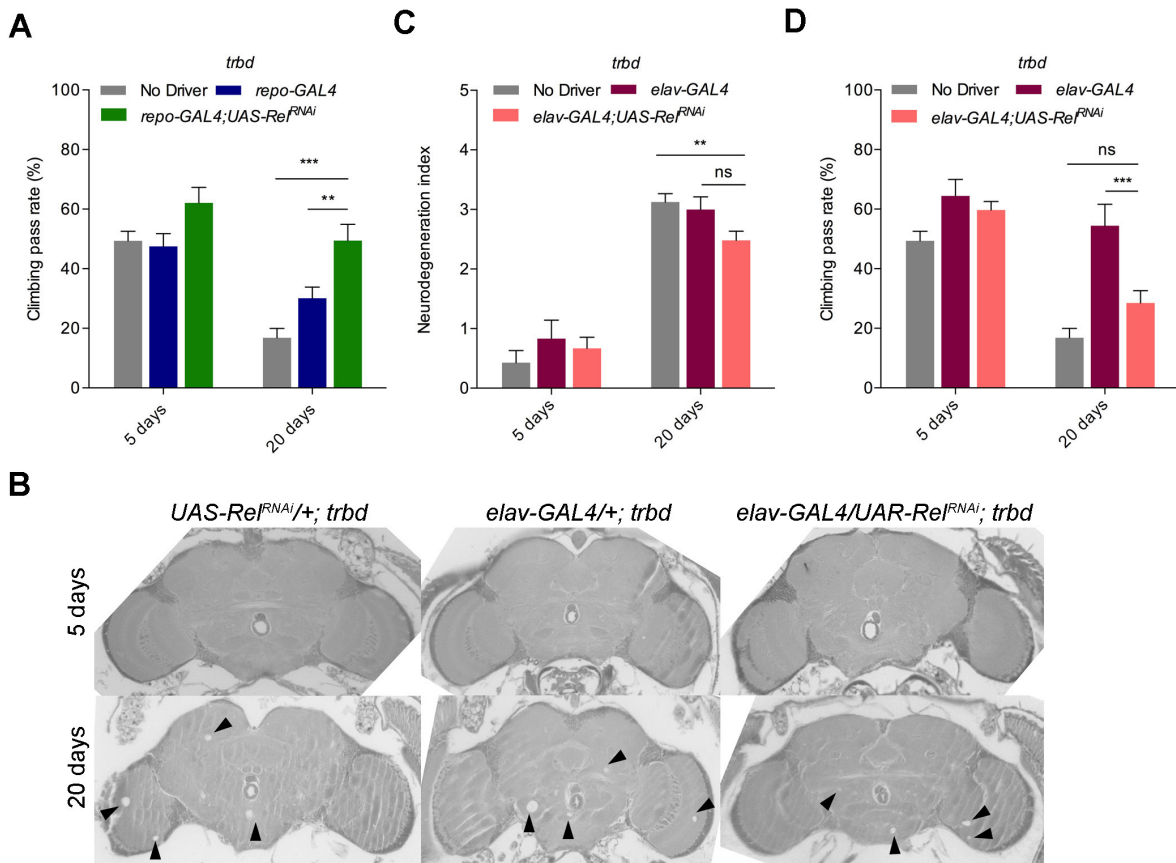 A
trbd
No Driver
repo-GAL4
repo-GAL4;UAS-Rel^RNAi
Climbing pass rate (%)
100
80
60
40
20
0
***
**
5 days
20 days
C
trbd
No Driver
elav-GAL4
elav-GAL4;UAS-Rel^RNAi
Neurodegeneration index
5
4
3
2
1
0
**
ns
5 days
20 days
D
trbd
No Driver
elav-GAL4
elav-GAL4;UAS-Rel^RNAi
Climbing pass rate (%)
100
80
60
40
20
0
ns
***
5 days
20 days
B
UAS-Rel^RNAi/+; trbd
elav-GAL4/+; trbd
elav-GAL4/UAR-Rel^RNAi; trbd
5 days
20 days